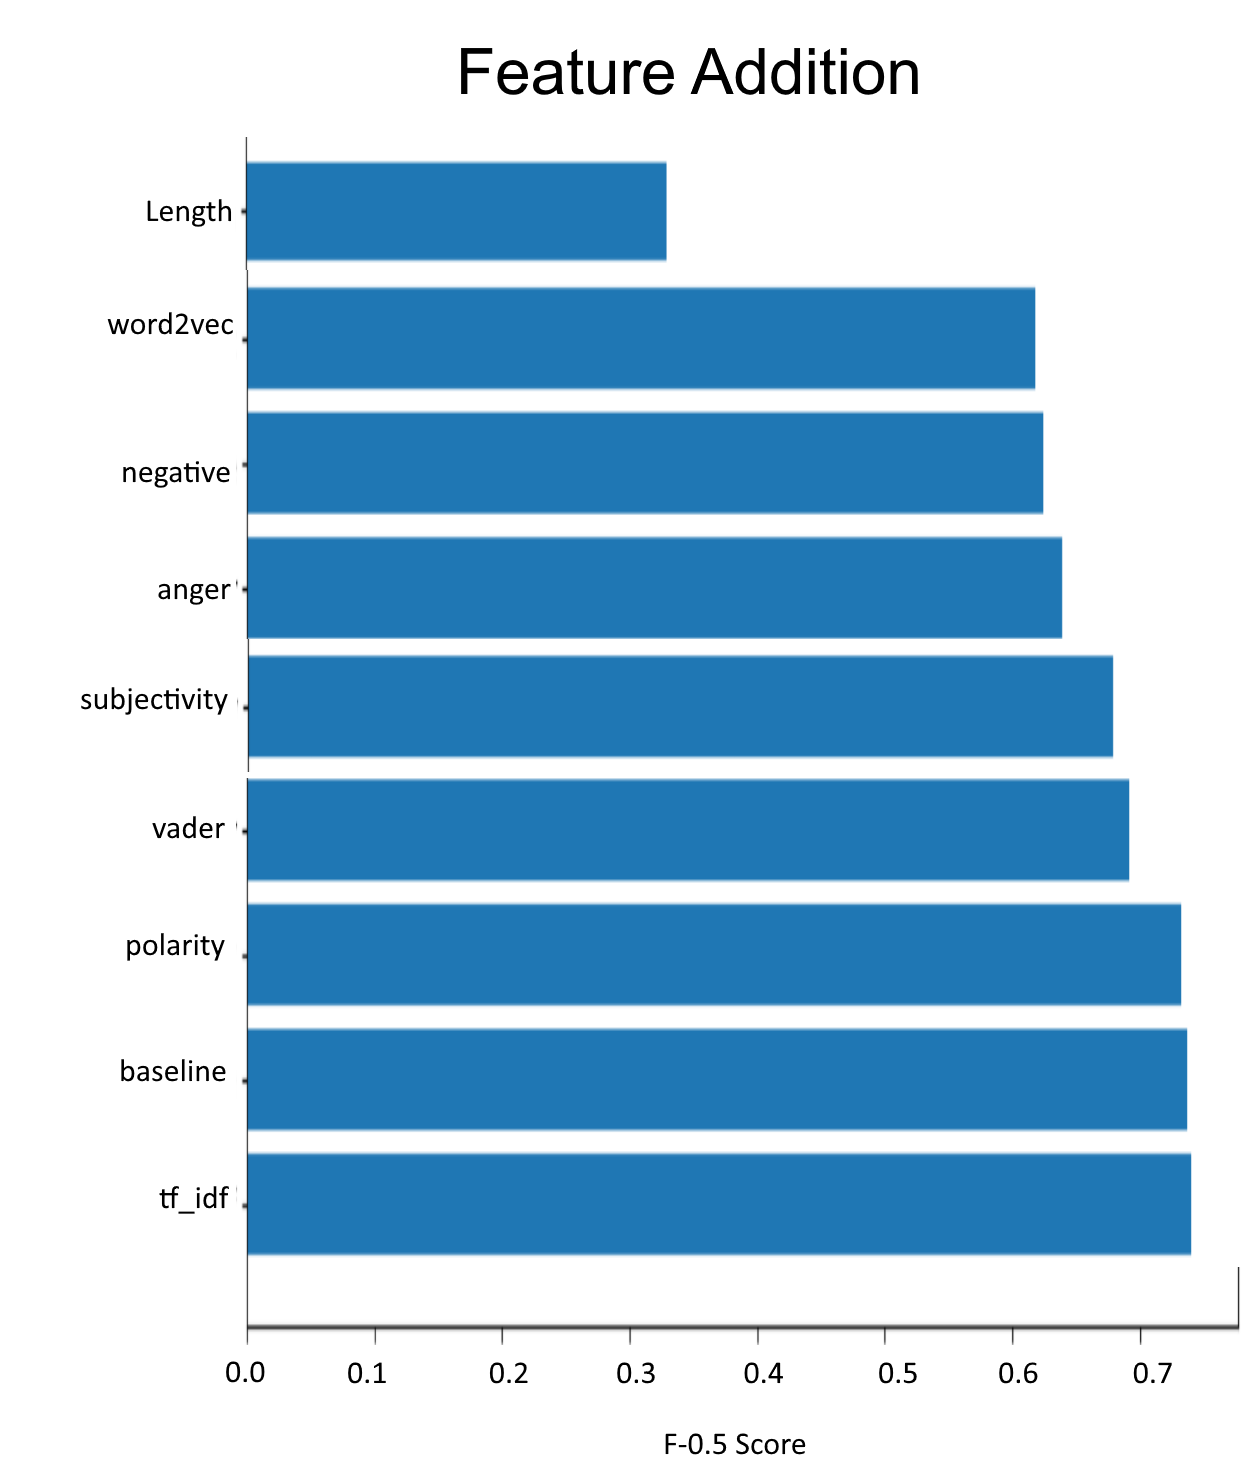 Feature Addition
Length
word2vec
negative
anger
subjectivity
vader
polarity
baseline
tf_idf
0.0 0.1 0.2 0.3 0.4 0.5 0.6 0.7
F-0.5 Score